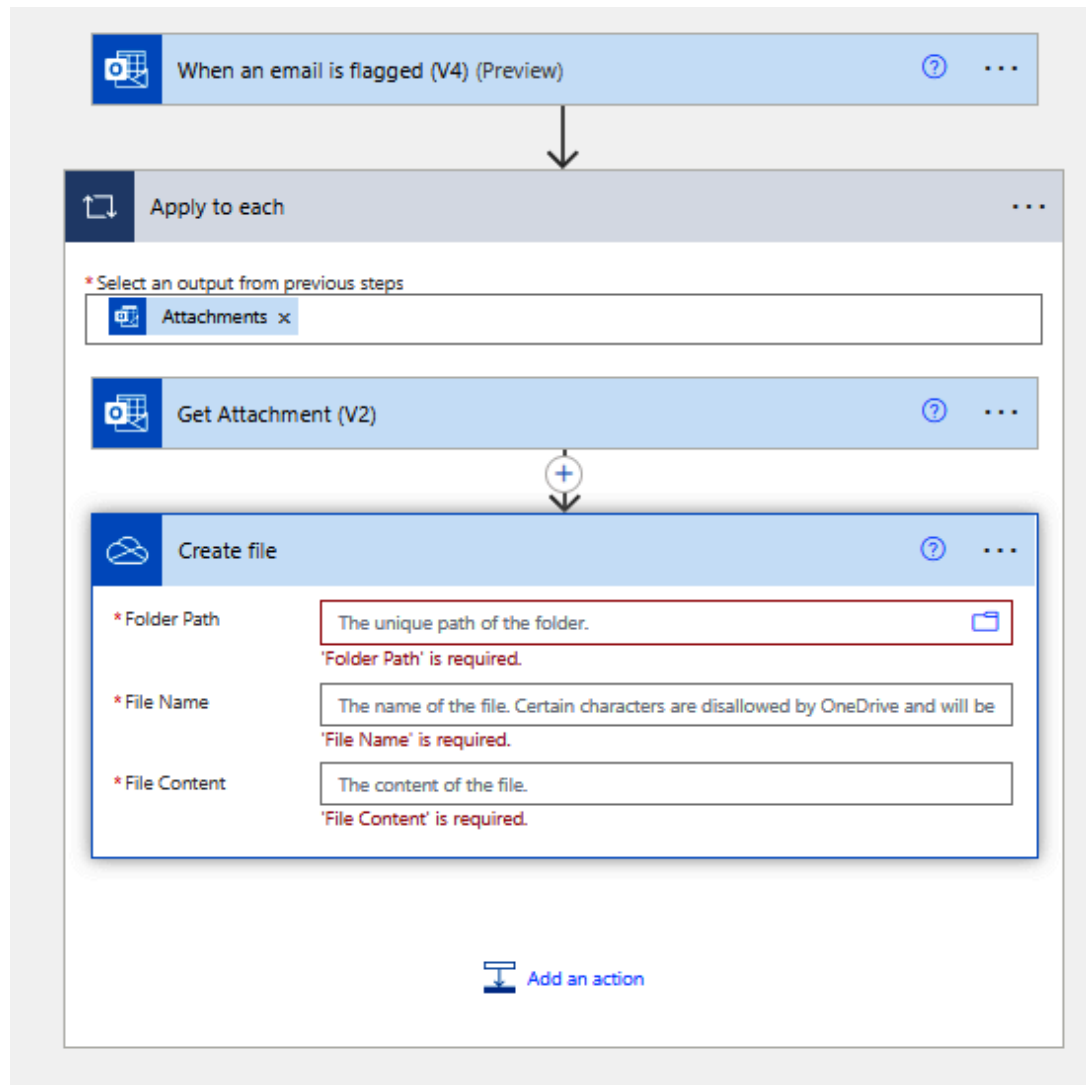 When an email is flagged (V4) (Preview)
Apply to each
* Select an output from previous steps
Attachments ×
Get Attachment (V2)
Create file
* Folder Path
The unique path of the folder.
'Folder Path' is required.
* File Name
The name of the file. Certain characters are disallowed by OneDrive and will be
'File Name' is required.
* File Content
The content of the file.
'File Content' is required.
Add an action